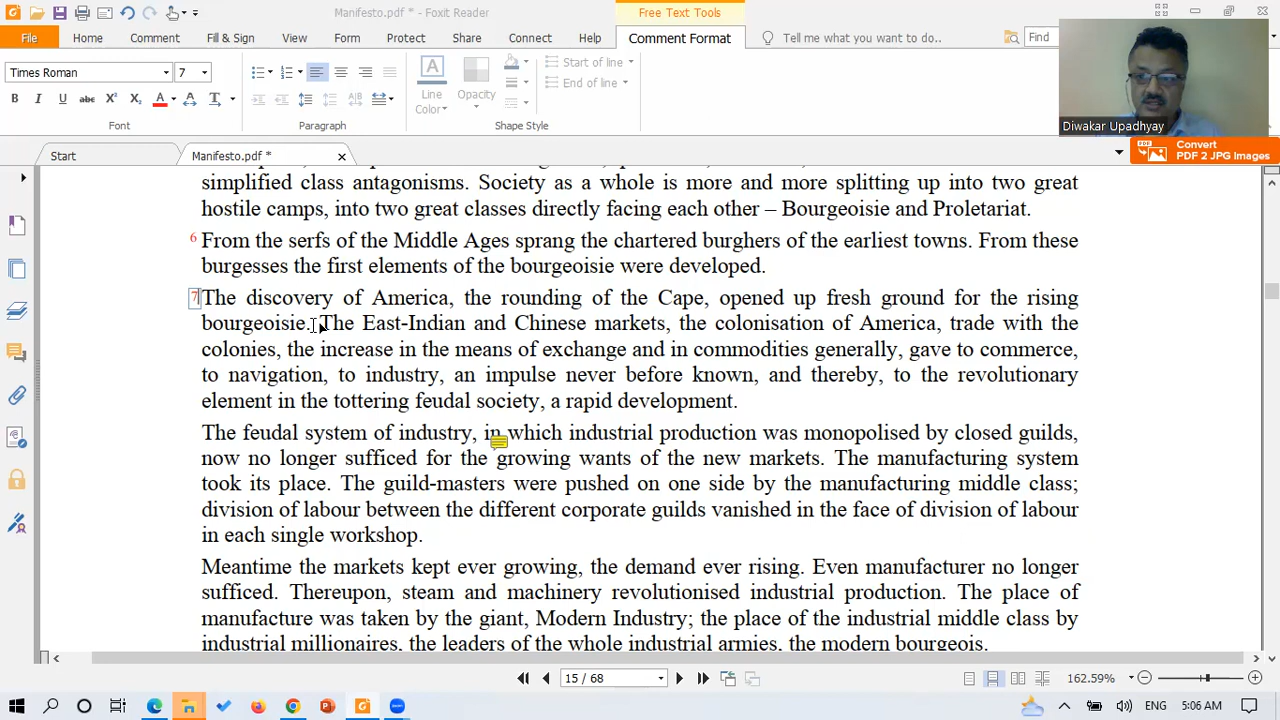 Manifesto.pdf * - Foxit Reader
Free Text Tools
File
Home
Comment
Fill & Sign
View
Forms
Protect
Share
Connect
Help
Comment Format
Tell me what you want to do..
Find
Times Roman
7
Start of line
End of line
Line
Color
Opacity
Font
Paragraph
Shape Style
Diwakar Upadhyay
Start
Manifesto.pdf *
Convert
PDF 2 JPG Images
simplified class antagonisms. Society as a whole is more and more splitting up into two great
hostile camps, into two great classes directly facing each other – Bourgeoisie and Proletariat.
6 From the serfs of the Middle Ages sprang the chartered burghers of the earliest towns. From these
burgesses the first elements of the bourgeoisie were developed.
7 The discovery of America, the rounding of the Cape, opened up fresh ground for the rising
bourgeoisie. The East-Indian and Chinese markets, the colonisation of America, trade with the
colonies, the increase in the means of exchange and in commodities generally, gave to commerce,
to navigation, to industry, an impulse never before known, and thereby, to the revolutionary
element in the tottering feudal society, a rapid development.
The feudal system of industry, in which industrial production was monopolised by closed guilds,
now no longer sufficed for the growing wants of the new markets. The manufacturing system
took its place. The guild-masters were pushed on one side by the manufacturing middle class;
division of labour between the different corporate guilds vanished in the face of division of labour
in each single workshop.
Meantime the markets kept ever growing, the demand ever rising. Even manufacturer no longer
sufficed. Thereupon, steam and machinery revolutionised industrial production. The place of
manufacture was taken by the giant, Modern Industry; the place of the industrial middle class by
industrial millionaires, the leaders of the whole industrial armies, the modern bourgeois.
15 / 68
162.59%
ENG
5:06 AM